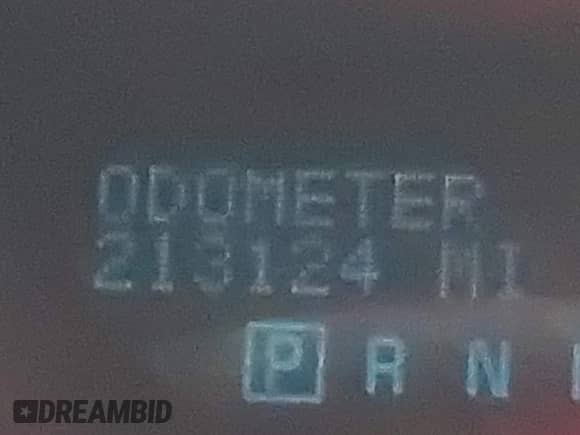 ODOMETER
213124 MI
P R N
DREAMBID